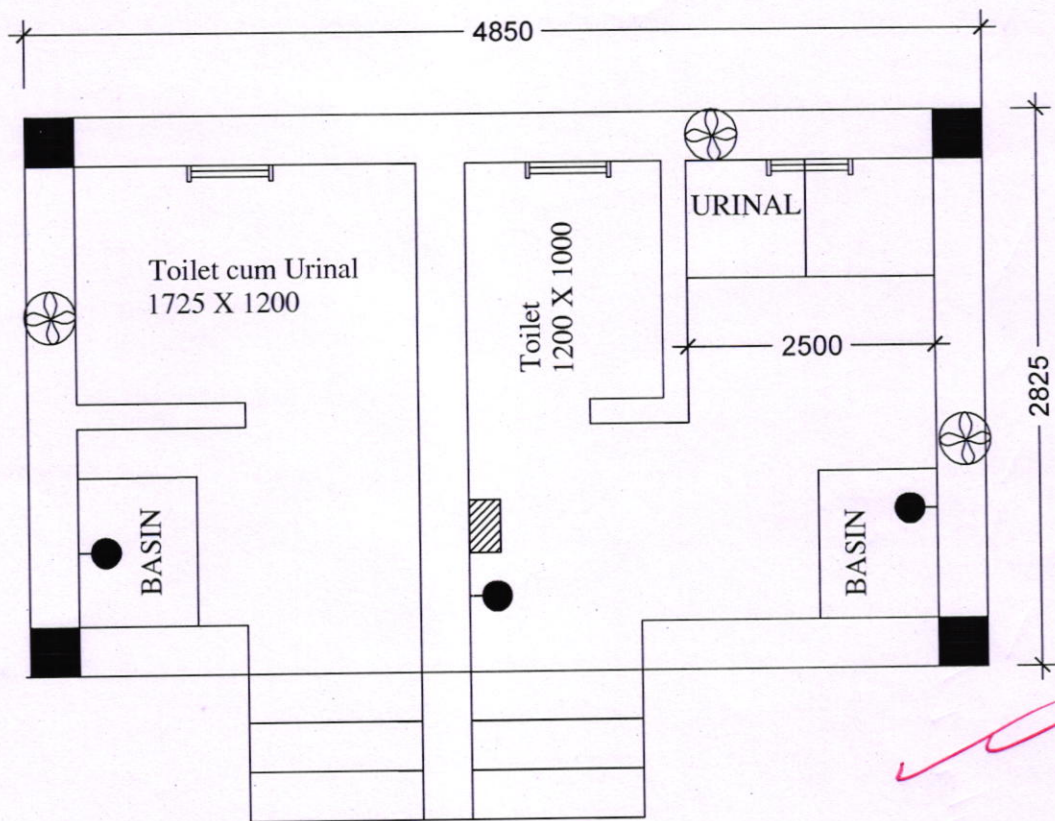 4850
URINAL
Toilet cum Urinal
1725 X 1200
Toilet
1200 X 1000
2500
2825
BASIN
BASIN